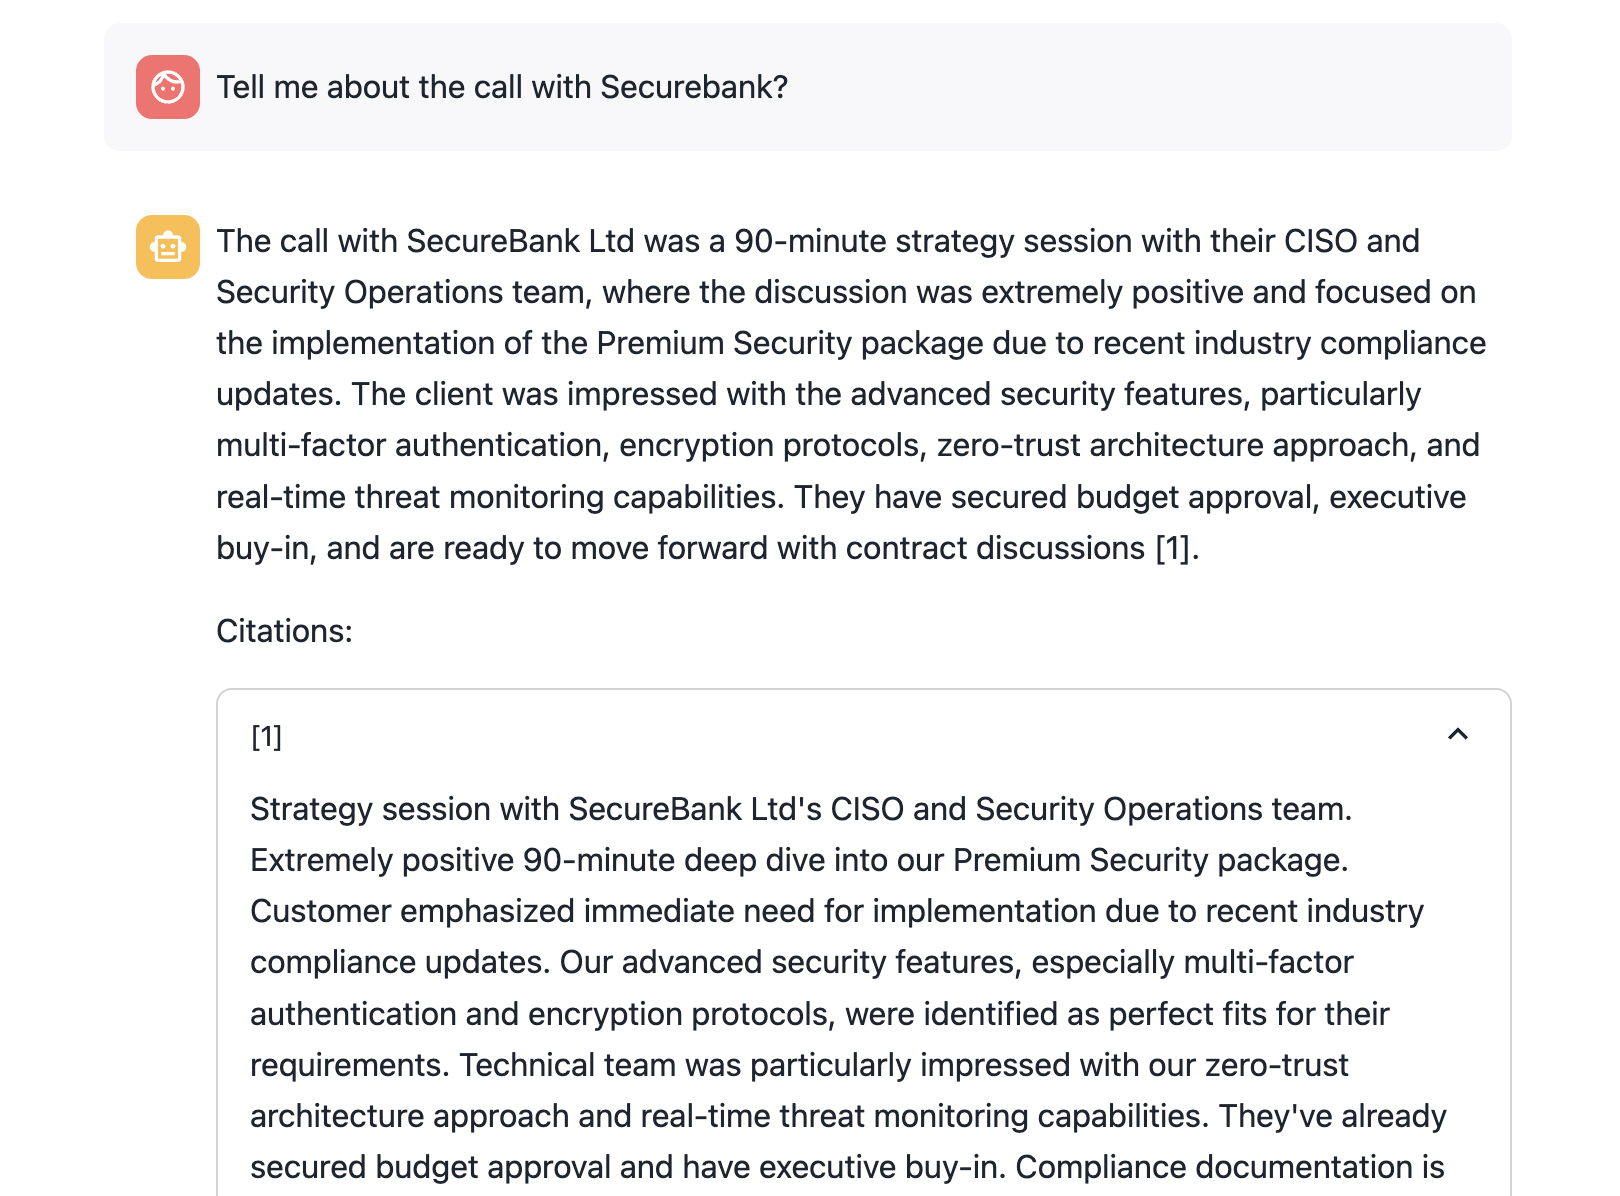 Tell me about the call with Securebank?
The call with SecureBank Ltd was a 90-minute strategy session with their CISO and
Security Operations team, where the discussion was extremely positive and focused on
the implementation of the Premium Security package due to recent industry compliance
updates. The client was impressed with the advanced security features, particularly
multi-factor authentication, encryption protocols, zero-trust architecture approach, and
real-time threat monitoring capabilities. They have secured budget approval, executive
buy-in, and are ready to move forward with contract discussions [1].
Citations:
[1]
Strategy session with SecureBank Ltd's CISO and Security Operations team.
Extremely positive 90-minute deep dive into our Premium Security package.
Customer emphasized immediate need for implementation due to recent industry
compliance updates. Our advanced security features, especially multi-factor
authentication and encryption protocols, were identified as perfect fits for their
requirements. Technical team was particularly impressed with our zero-trust
architecture approach and real-time threat monitoring capabilities. They've already
secured budget approval and have executive buy-in. Compliance documentation is